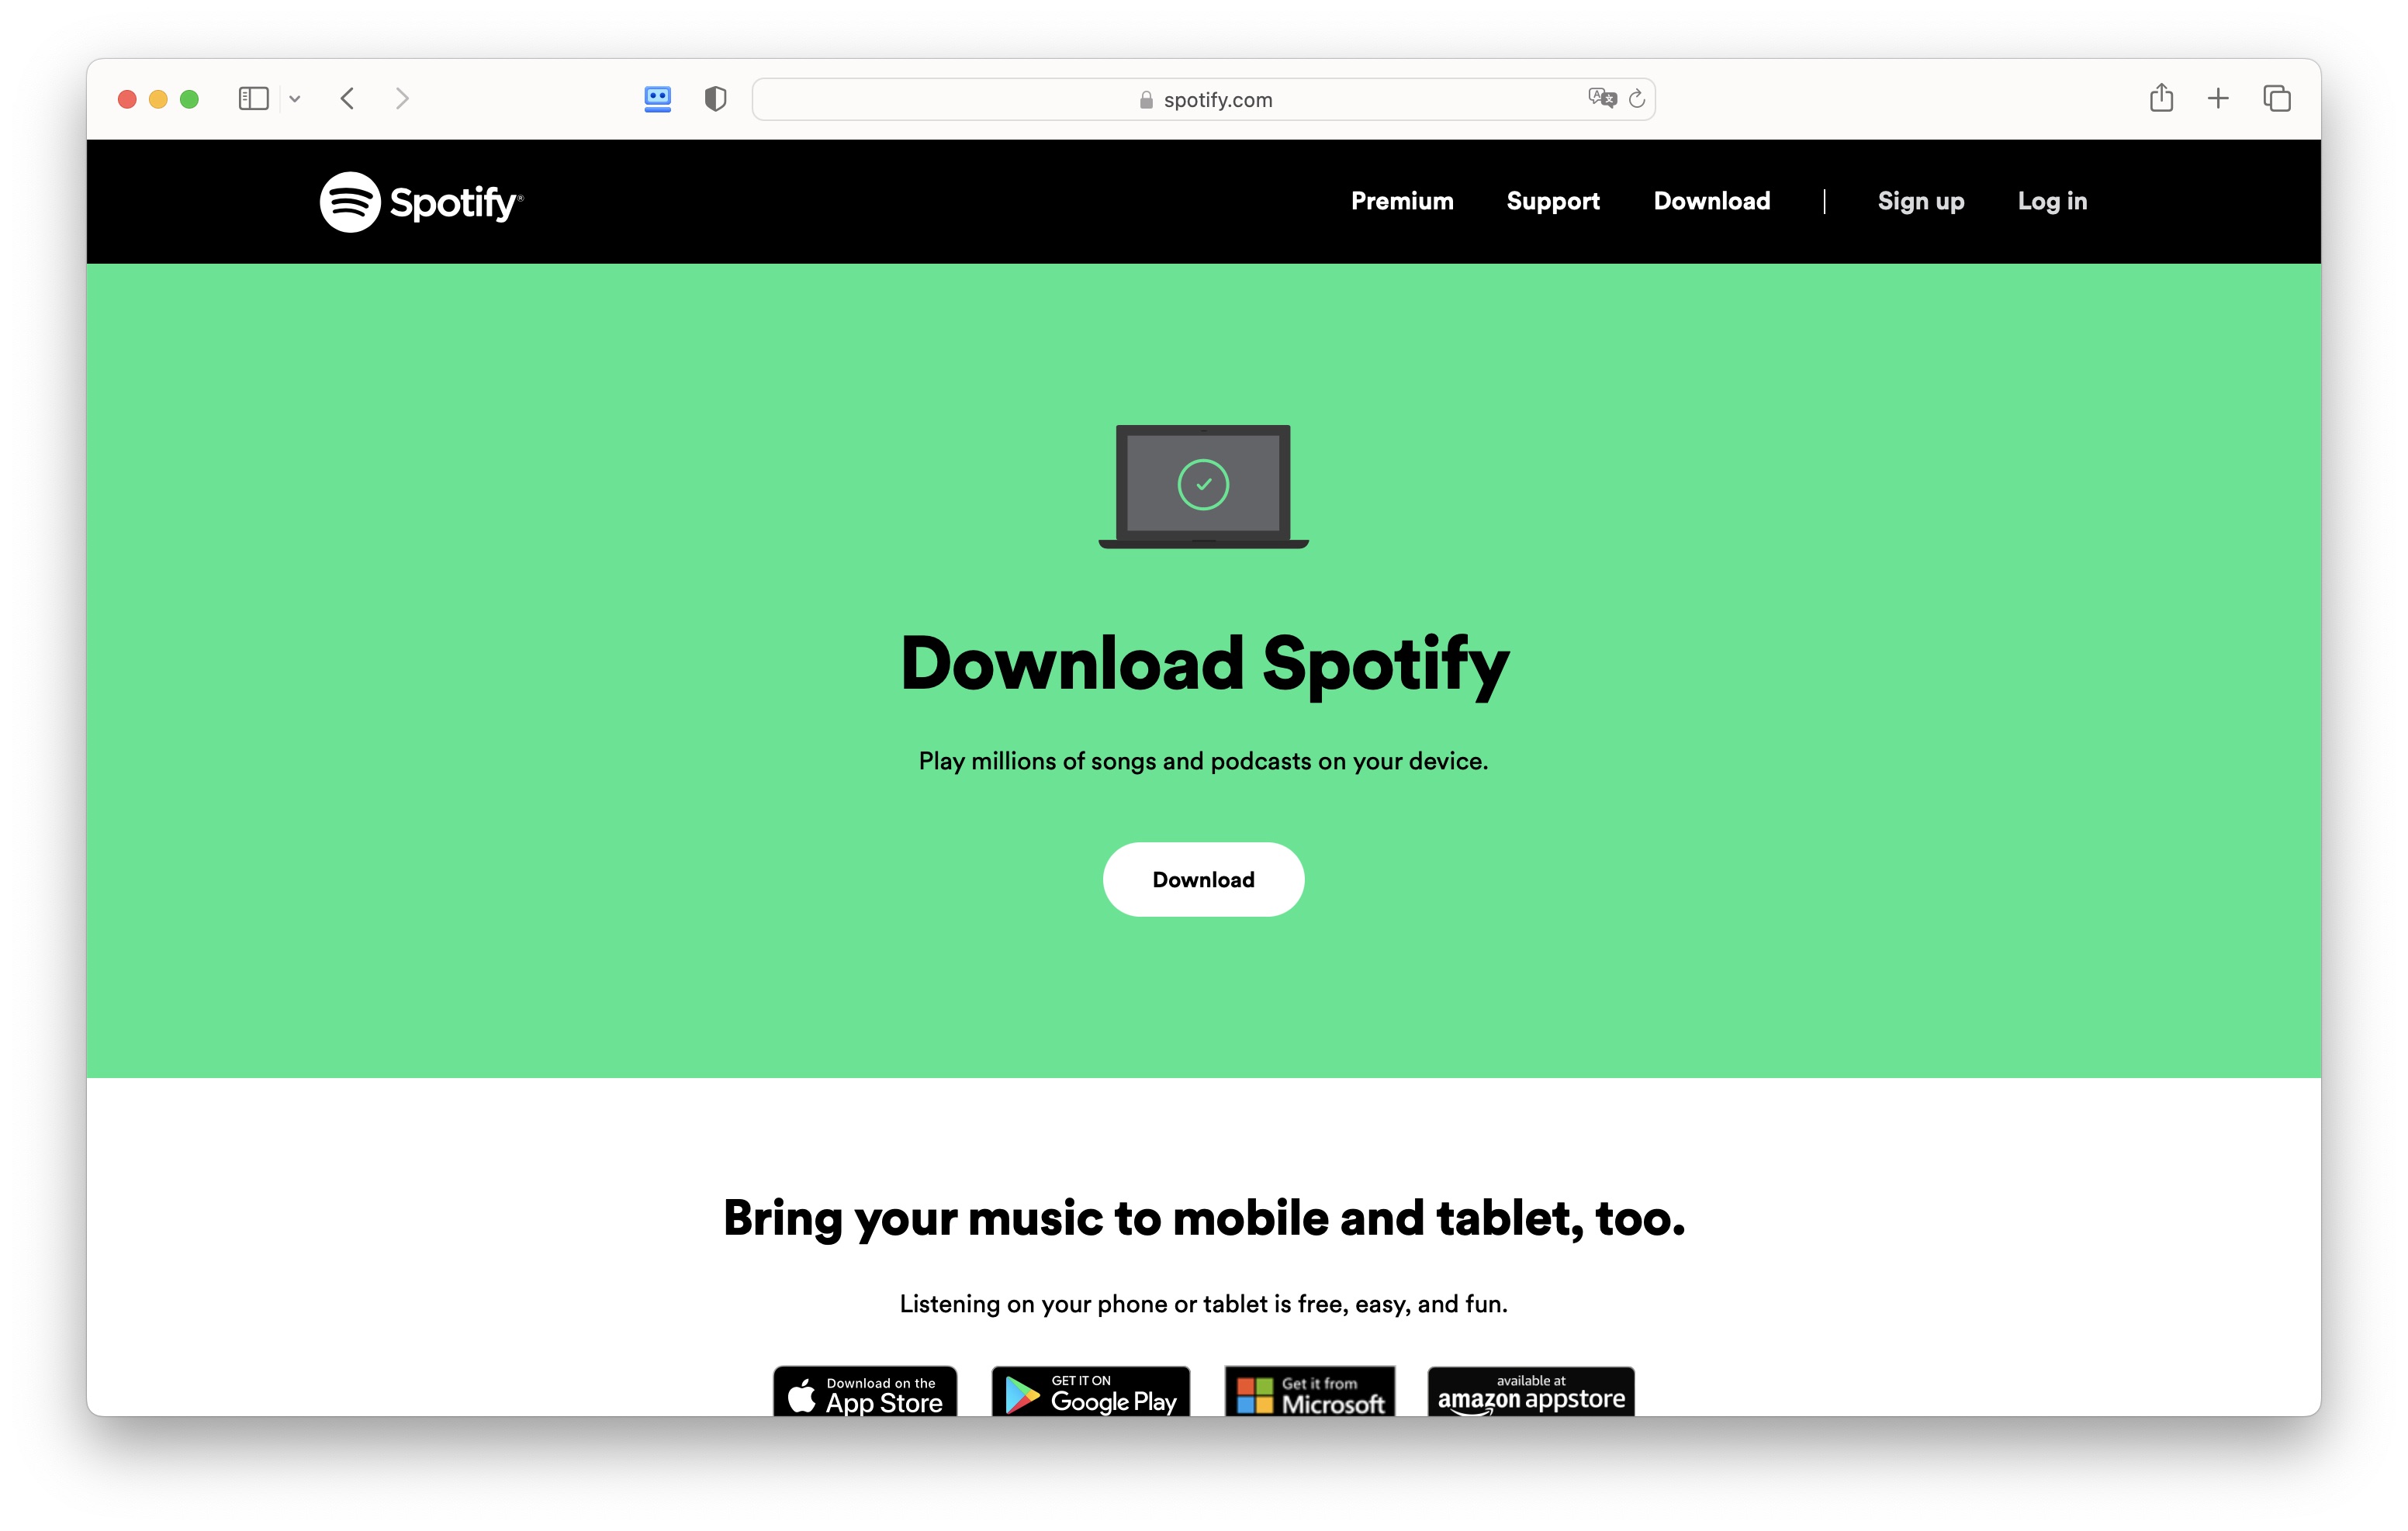 spotify.com
Spotify®
Premium Support Download | Sign up Log in
Download Spotify
Play millions of songs and podcasts on your device.
Download
Bring your music to mobile and tablet, too.
Listening on your phone or tablet is free, easy, and fun.
Download on the
App Store
GET IT ON
Google Play
Get it from
Microsoft
available at
amazon appstore